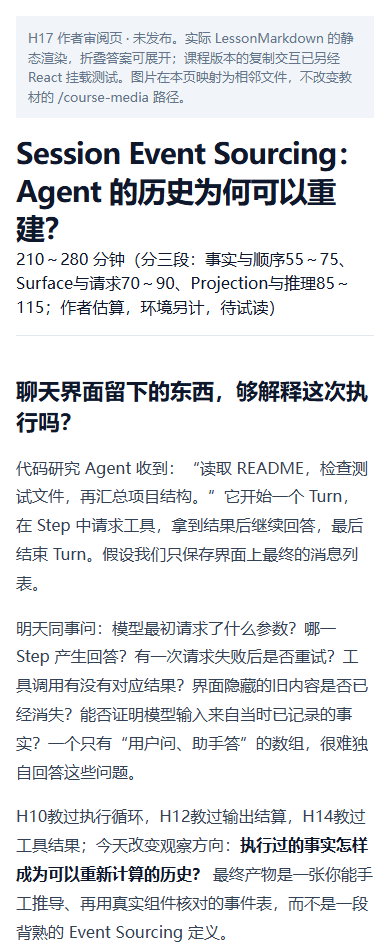 H17 作者审阅页 · 未发布。实际 LessonMarkdown 的静
态渲染，折叠答案可展开；课程版本的复制交互已另经
React 挂载测试。图片在本页映射为相邻文件，不改变教
材的 /course-media 路径。
Session Event Sourcing：
Agent 的历史为何可以重
建？
210～280 分钟（分三段：事实与顺序55～75、
Surface与请求70～90、Projection与推理85～
115；作者估算，环境另计，待试读）
聊天界面留下的东西，够解释这次执
行吗？
代码研究 Agent 收到：“读取 README，检查测
试文件，再汇总项目结构。”它开始一个 Turn，
在 Step 中请求工具，拿到结果后继续回答，最后
结束 Turn。假设我们只保存界面上最终的消息列
表。
明天同事问：模型最初请求了什么参数？哪一
Step 产生回答？有一次请求失败后是否重试？工
具调用有没有对应结果？界面隐藏的旧内容是否已
经消失？能否证明模型输入来自当时已记录的事
实？一个只有“用户问、助手答”的数组，很难独
自回答这些问题。
H10教过执行循环，H12教过输出结算，H14教过
工具结果；今天改变观察方向：执行过的事实怎样
成为可以重新计算的历史？ 最终产物是一张你能手
工推导、再用真实组件核对的事件表，而不是一段
背熟的 Event Sourcing 定义。